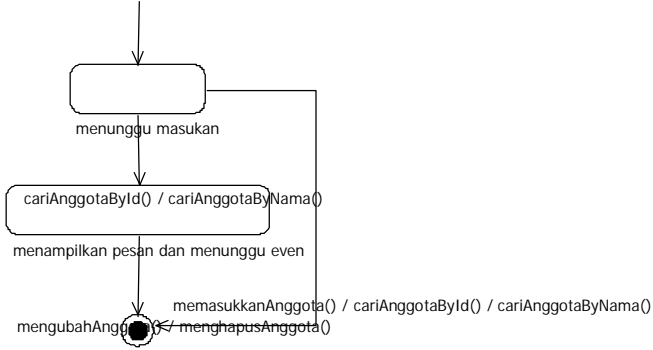 menunggu masukan
cariAnggotaById() / cariAnggotaByNama()
menampilkan pesan dan menunggu even
memasukkanAnggota() / cariAnggotaById() / cariAnggotaByNama()
mengubahAnggota() / menghapusAnggota()